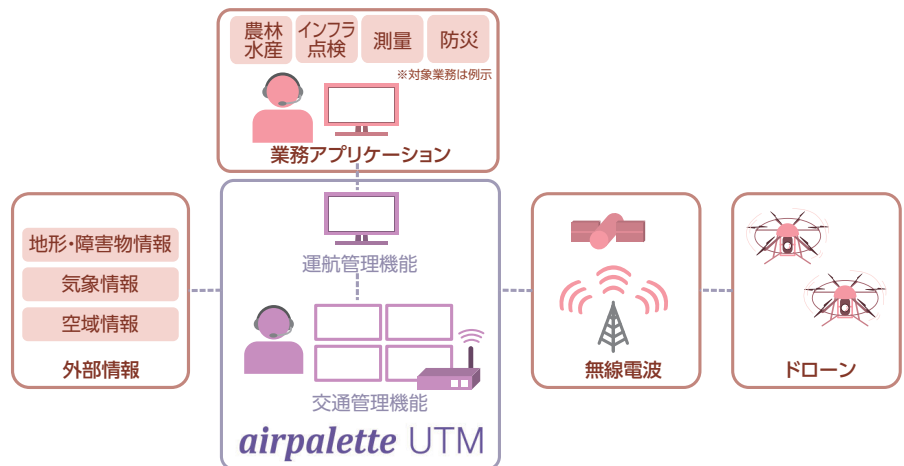 農林
水産
インフラ
点検
測量
防災
※対象業務は例示
業務アプリケーション
地形・障害物情報
気象情報
空域情報
外部情報
運航管理機能
交通管理機能
airpalette UTM
無線電波
ドローン